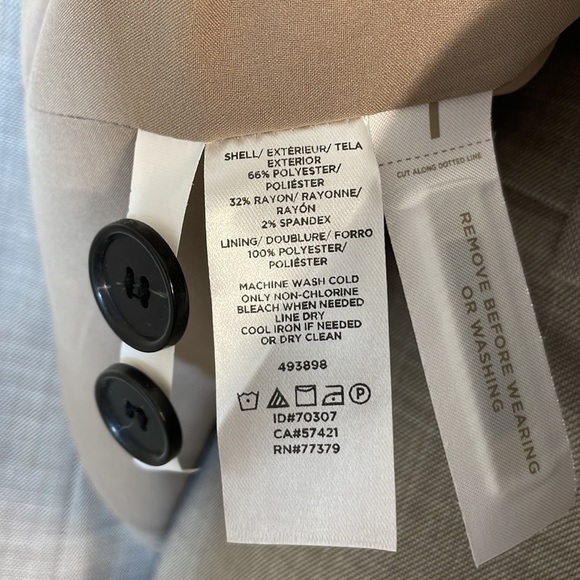 SHELL/ EXTÉRIEUR/ TELA
EXTERIOR
66% POLYESTER/
POLIÉSTER
32% RAYON/ RAYONNE/
RAYÓN
2% SPANDEX
LINING/ DOUBLURE/ FORRO
100% POLYESTER/
POLIÉSTER
MACHINE WASH COLD
ONLY NON-CHLORINE
BLEACH WHEN NEEDED
LINE DRY
COOL IRON IF NEEDED
OR DRY CLEAN
493898
P
ID#70307
CA#57421
RN#77379
CUT ALONG DOTTED LINE
REMOVE BEFORE WEARING
OR WASHING